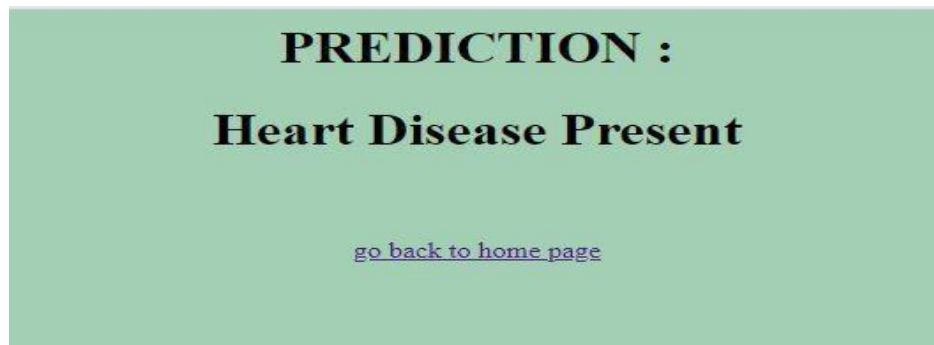 PREDICTION :
Heart Disease Present
go back to home page